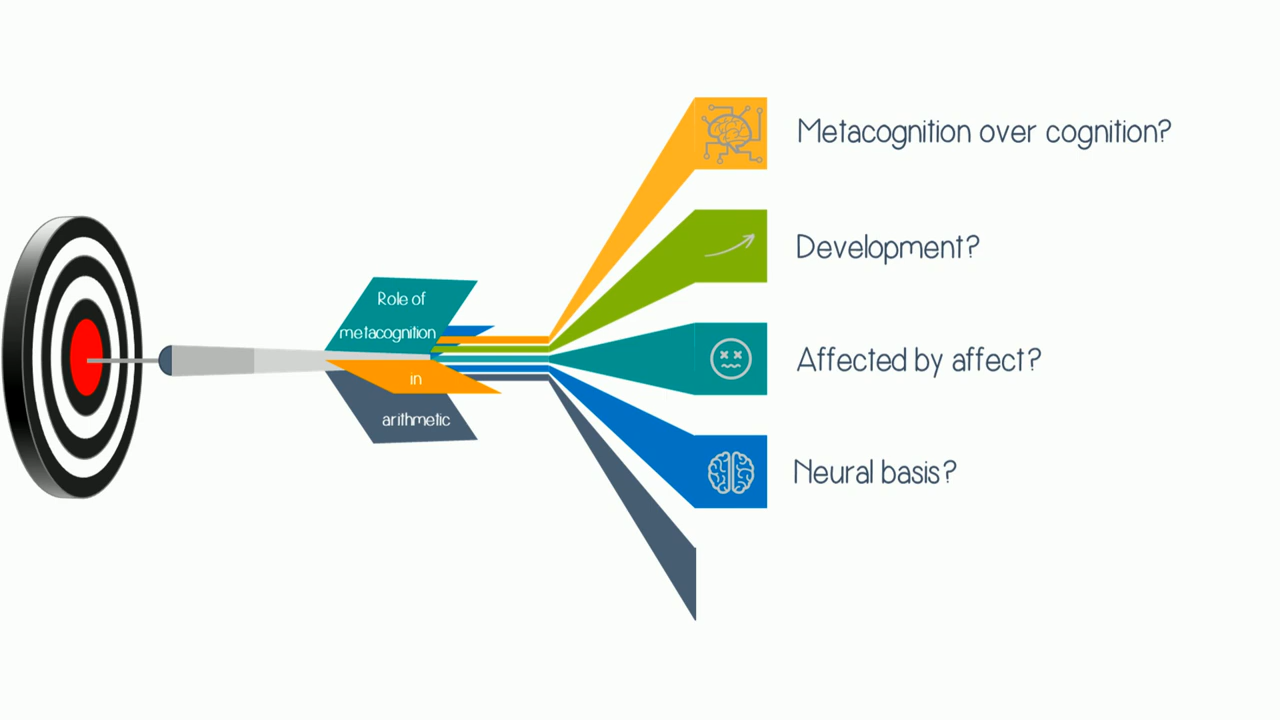 Role of
metacognition
in
arithmetic
Metacognition over cognition?
Development?
Affected by affect?
Neural basis?